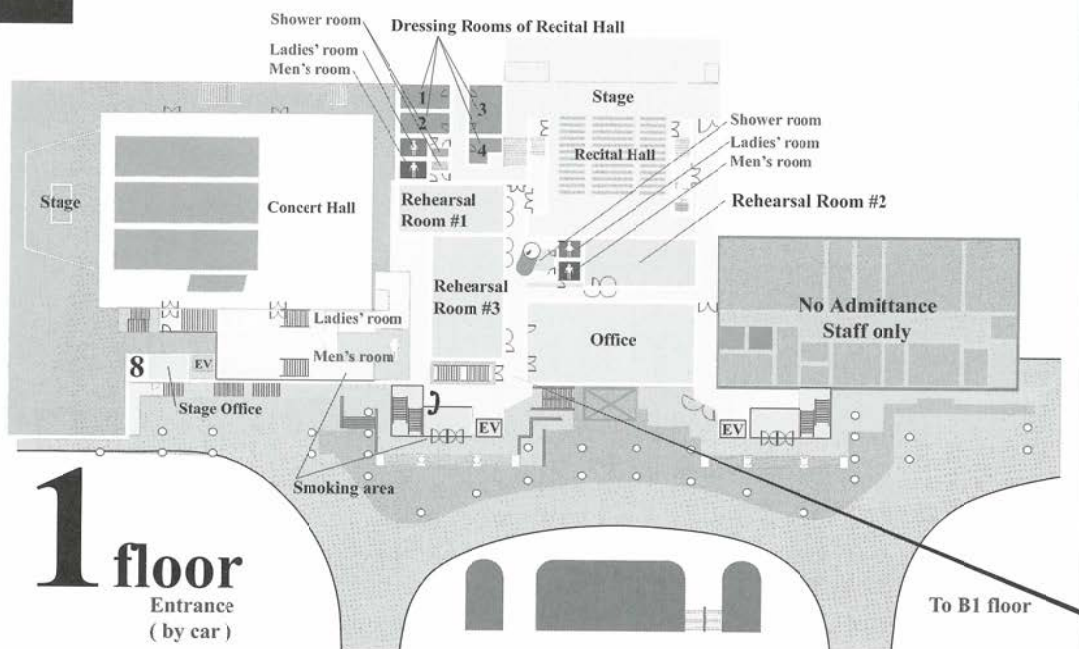 Shower room
Dressing Rooms of Recital Hall
Ladies' room
Men's room
1
2
3
4
Stage
Recital Hall
Shower room
Ladies' room
Men's room
Rehearsal Room #2
Stage
Concert Hall
Rehearsal
Room #1
Rehearsal
Room #3
Office
No Admittance
Staff only
Ladies' room
Men's room
8
EV
Stage Office
EV
EV
Smoking area
1 floor
Entrance
( by car )
To B1 floor